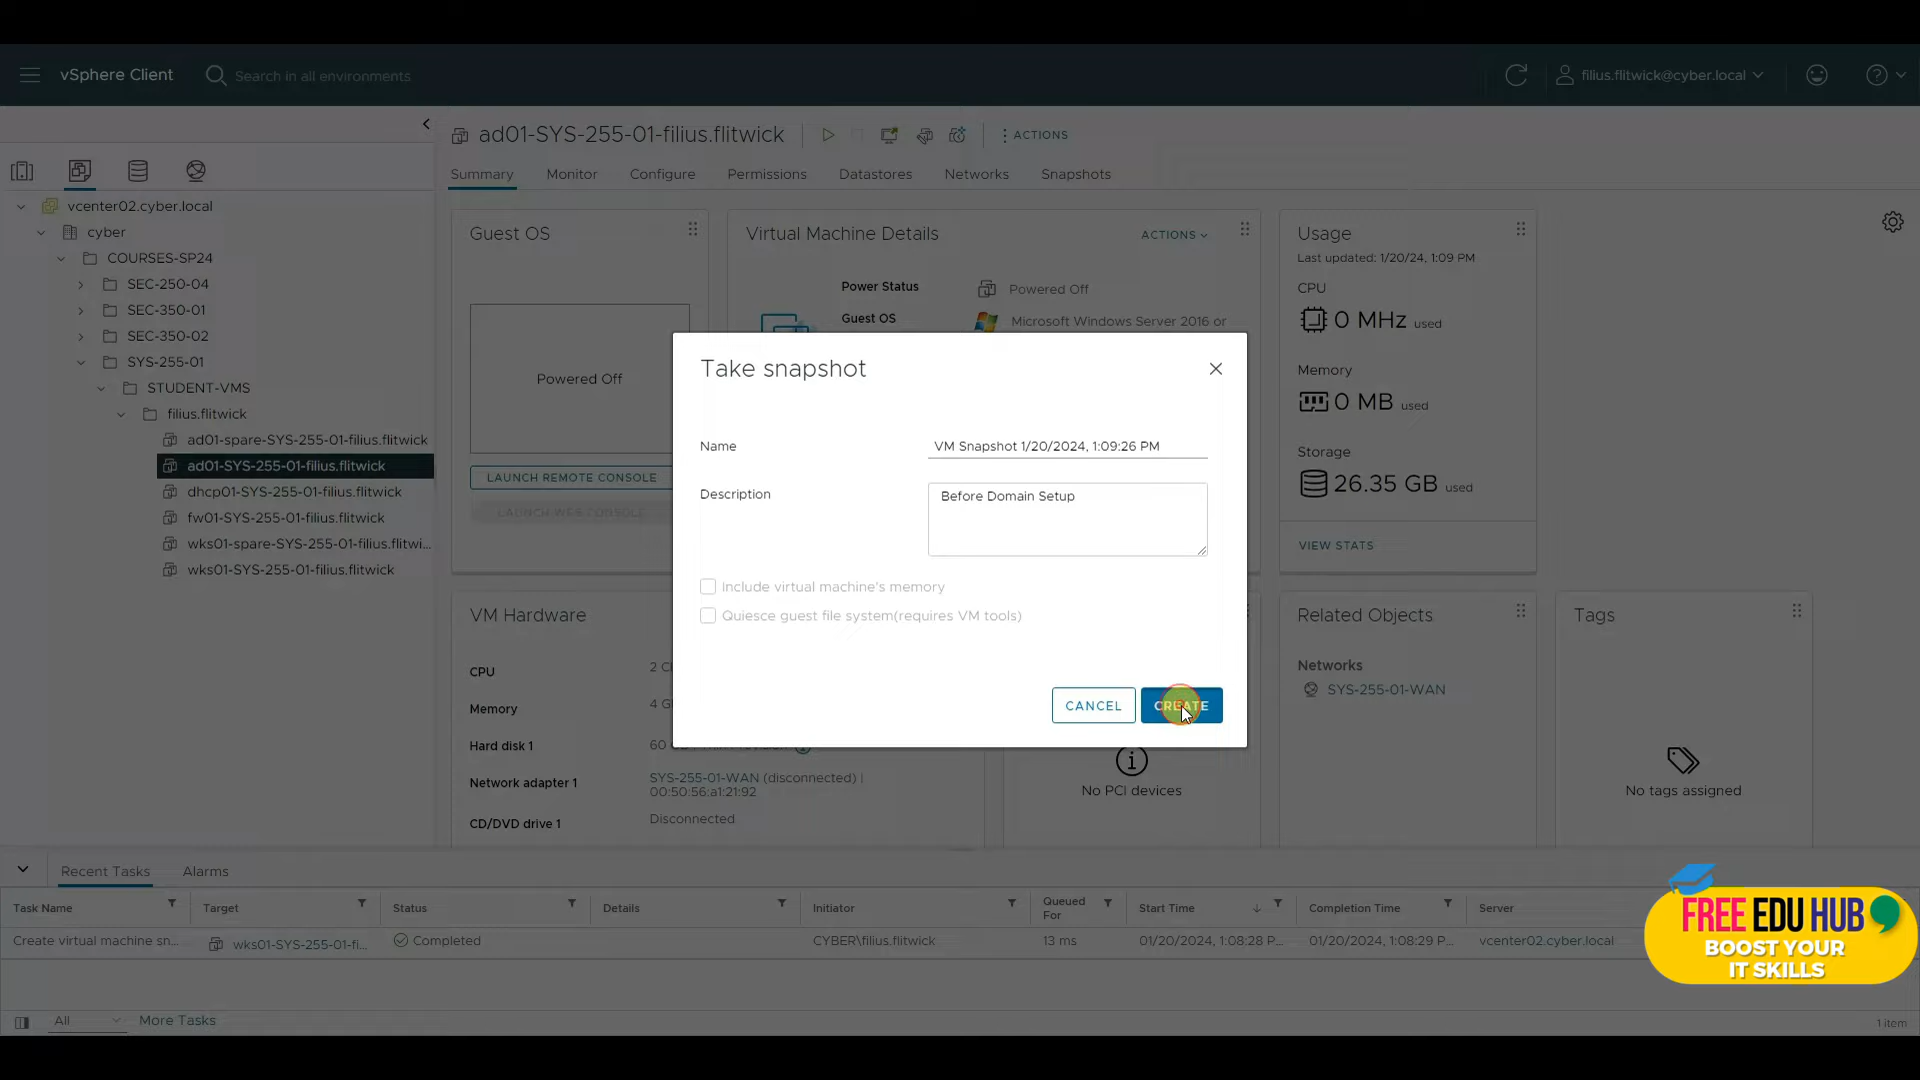 vSphere Client
Search in all environments
filius.flitwick@cyber.local
ad01-SYS-255-01-filius.flitwick
ACTIONS
Summary
Monitor
Configure
Permissions
Datastores
Networks
Snapshots
vcenter02.cyber.local
cyber
COURSES-SP24
SEC-250-04
SEC-350-01
SEC-350-02
SYS-255-01
STUDENT-VMS
filius.flitwick
ad01-spare-SYS-255-01-filius.flitwick
ad01-SYS-255-01-filius.flitwick
dhcp01-SYS-255-01-filius.flitwick
fw01-SYS-255-01-filius.flitwick
wks01-spare-SYS-255-01-filius.flitwi...
wks01-SYS-255-01-filius.flitwick
Guest OS
Powered Off
LAUNCH REMOTE CONSOLE
LAUNCH WEB CONSOLE
Virtual Machine Details
ACTIONS
Power Status
Powered Off
Guest OS
Microsoft Windows Server 2016 or
Usage
Last updated: 1/20/24, 1:09 PM
CPU
0 MHz used
Memory
0 MB used
Storage
26.35 GB used
VIEW STATS
Take snapshot
Name
VM Snapshot 1/20/2024, 1:09:26 PM
Description
Before Domain Setup
Include virtual machine's memory
Quiesce guest file system(requires VM tools)
CANCEL
CREATE
VM Hardware
CPU
2 C
Memory
4 G
Hard disk 1
60
Network adapter 1
SYS-255-01-WAN (disconnected) |
00:50:56:a1:21:92
CD/DVD drive 1
Disconnected
No PCI devices
Related Objects
Networks
SYS-255-01-WAN
Tags
No tags assigned
Recent Tasks
Alarms
Task Name
Target
Status
Details
Initiator
Queued
For
Start Time
Completion Time
Server
Create virtual machine sn...
wks01-SYS-255-01-fi...
Completed
CYBER\filius.flitwick
13 ms
01/20/2024, 1:08:28 P...
01/20/2024, 1:08:29 P...
vcenter02.cyber.local
All
More Tasks
1 item
FREE EDU HUB
BOOST YOUR
IT SKILLS